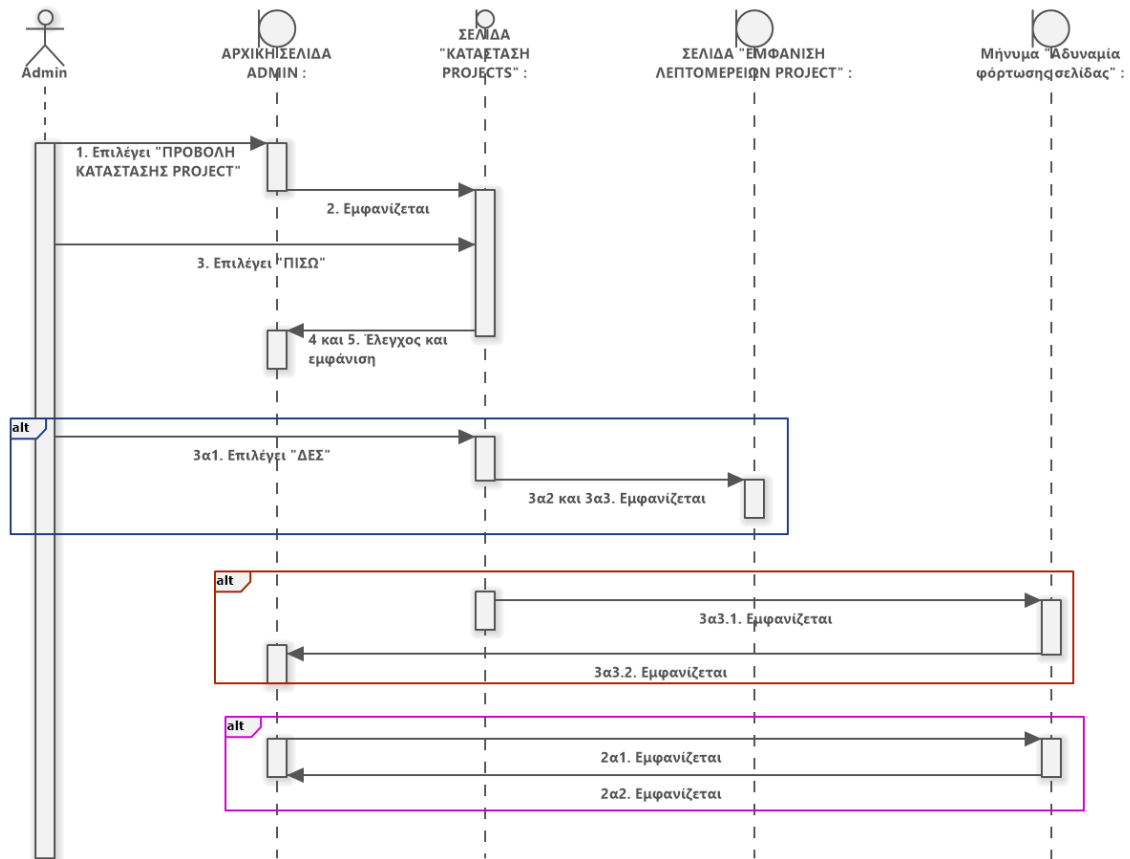 Admin
ΑΡΧΙΚΗ ΣΕΛΙΔΑ
ADMIN :
ΣΕΛΙΔΑ
"ΚΑΤΑΣΤΑΣΗ
PROJECTS" :
ΣΕΛΙΔΑ "ΕΜΦΑΝΙΣΗ
ΛΕΠΤΟΜΕΡΕΙΩΝ PROJECT" :
Μήνυμα "Αδυναμία
φόρτωσης σελίδας" :
1. Επιλέγει "ΠΡΟΒΟΛΗ
ΚΑΤΑΣΤΑΣΗΣ PROJECT"
2. Εμφανίζεται
3. Επιλέγει "ΠΙΣΩ"
4 και 5. Έλεγχος και
εμφάνιση
alt
3α1. Επιλέγει "ΔΕΣ"
3α2 και 3α3. Εμφανίζεται
alt
3α3.1. Εμφανίζεται
3α3.2. Εμφανίζεται
alt
2α1. Εμφανίζεται
2α2. Εμφανίζεται